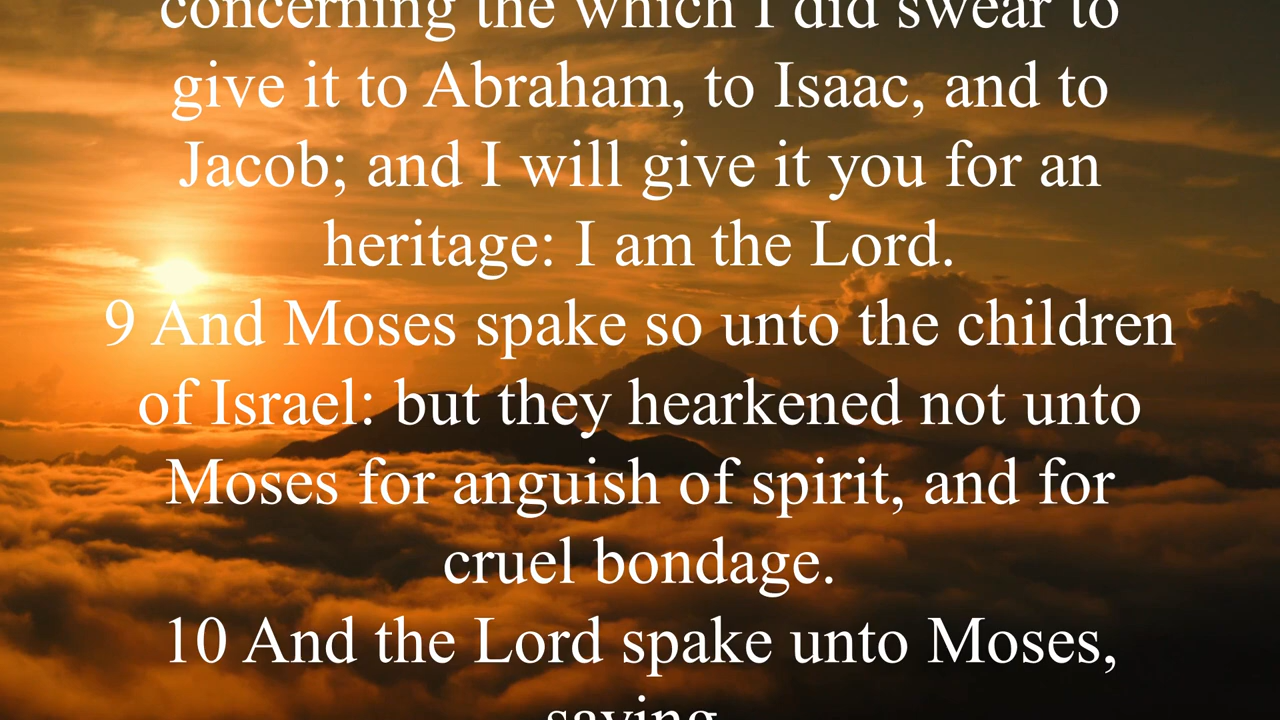 concerning the which I did swear to
give it to Abraham, to Isaac, and to
Jacob; and I will give it you for an
heritage: I am the Lord.
9 And Moses spake so unto the children
of Israel: but they hearkened not unto
Moses for anguish of spirit, and for
cruel bondage.
10 And the Lord spake unto Moses,
saying